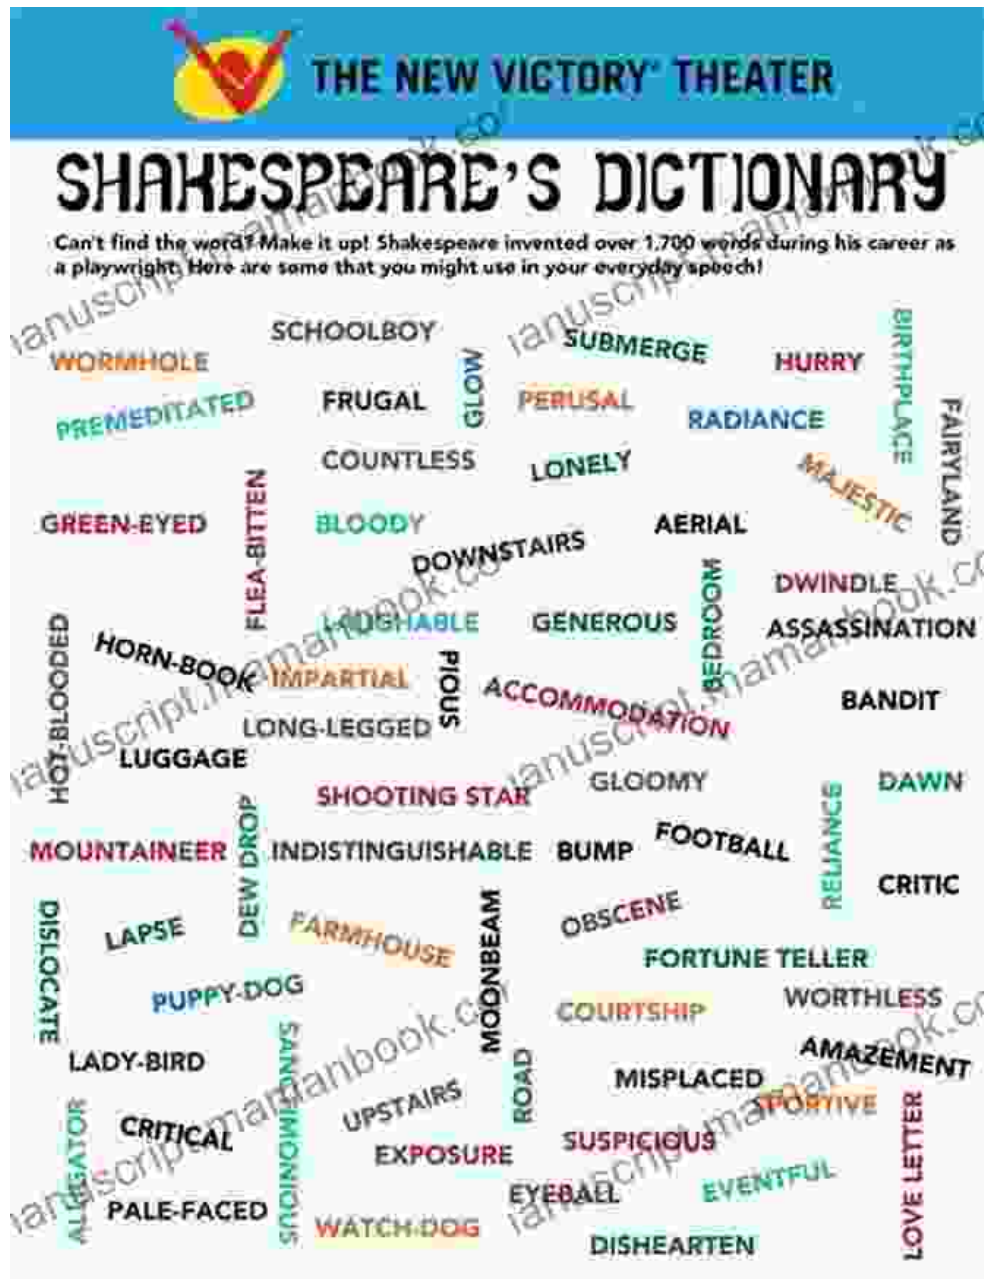 THE NEW VICTORY® THEATER
SHAKESPEARE'S DICTIONARY
Can't find the word? Make it up! Shakespeare invented over 1,700 words during his career as
a playwright. Here are some that you might use in your everyday speech!
SCHOOLBOY
SUBMERGE
WORMHOLE
HURRY
BIRTHPLACE
GLOW
PREMEDITATED
FRUGAL
PERUSAL
RADIANCE
FAIRYLAND
COUNTLESS
LONELY
MAJESTIC
GREEN-EYED
FLEA-BITTEN
BLOODY
AERIAL
DOWNSTAIRS
DWINDLE
BEDROOM
LAUGHABLE
GENEROUS
ASSASSINATION
HOT-BLOODED
HORN-BOOK
IMPARTIAL
PIOUS
ACCOMMODATION
BANDIT
LONG-LEGGED
LUGGAGE
GLOOMY
DAWN
SHOOTING STAR
RELIANCE
MOUNTAINEER
DEW DROP
INDISTINGUISHABLE
BUMP
FOOTBALL
CRITIC
DISLOCATE
LAPSE
FARMHOUSE
MOONBEAM
OBSCENE
FORTUNE TELLER
PUPPY-DOG
COURTSHIP
WORTHLESS
LADY-BIRD
SANCTIMONIOUS
ROAD
MISPLACED
AMAZEMENT
UPSTAIRS
SPORTIVE
ALLIGATOR
CRITICAL
EXPOSURE
SUSPICIOUS
LOVE LETTER
EYEBALL
EVENTFUL
PALE-FACED
WATCH-DOG
DISHEARTEN
manuscript.mamanbook.co